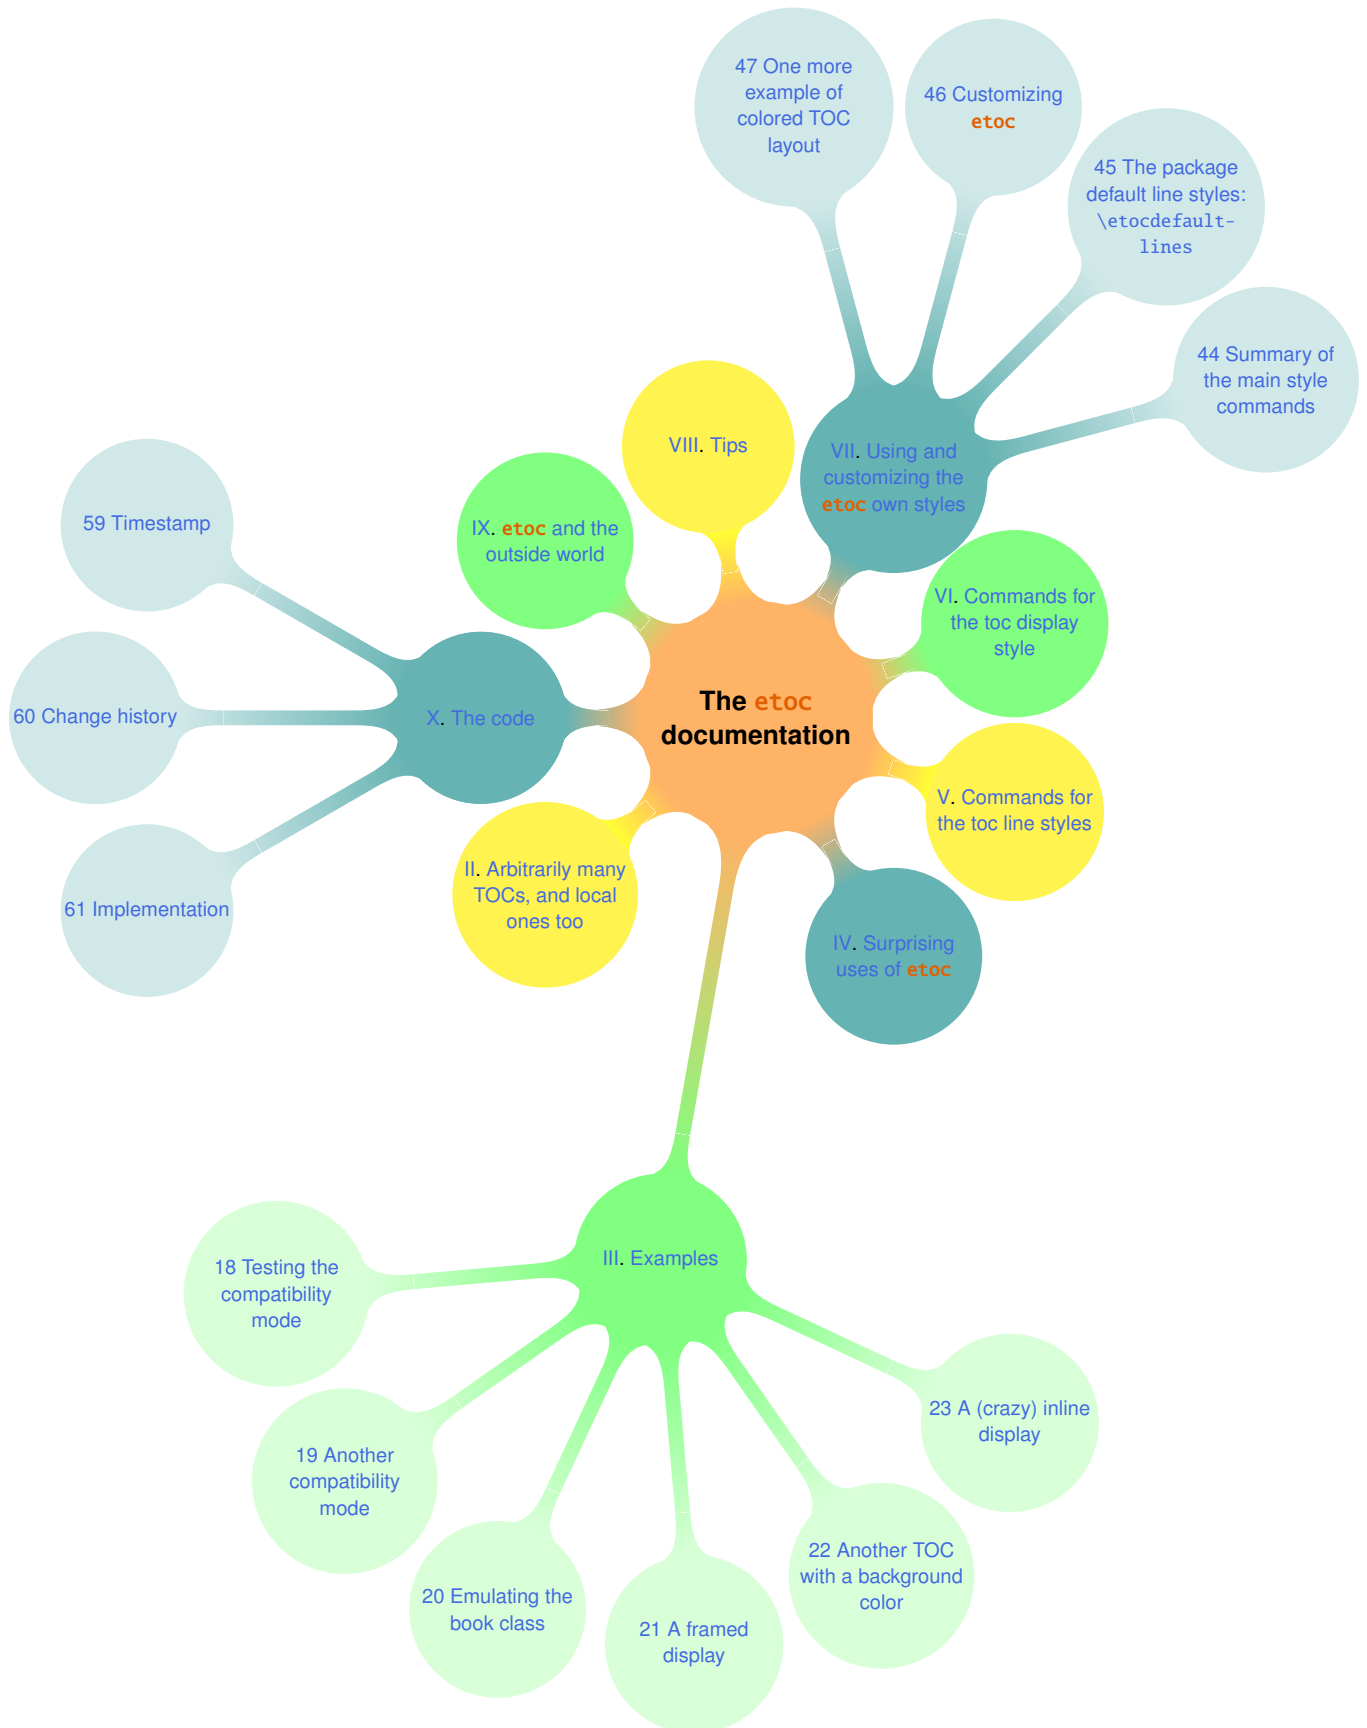 The etoc
documentation
II. Arbitrarily many
TOCs, and local
ones too
III. Examples
18 Testing the
compatibility
mode
19 Another
compatibility
mode
20 Emulating the
book class
21 A framed
display
22 Another TOC
with a background
color
23 A (crazy) inline
display
IV. Surprising
uses of etoc
V. Commands for
the toc line styles
VI. Commands for
the toc display
style
VII. Using and
customizing the
etoc own styles
44 Summary of
the main style
commands
45 The package
default line styles:
\etocdefault-
lines
46 Customizing
etoc
47 One more
example of
colored TOC
layout
VIII. Tips
IX. etoc and the
outside world
X. The code
59 Timestamp
60 Change history
61 Implementation